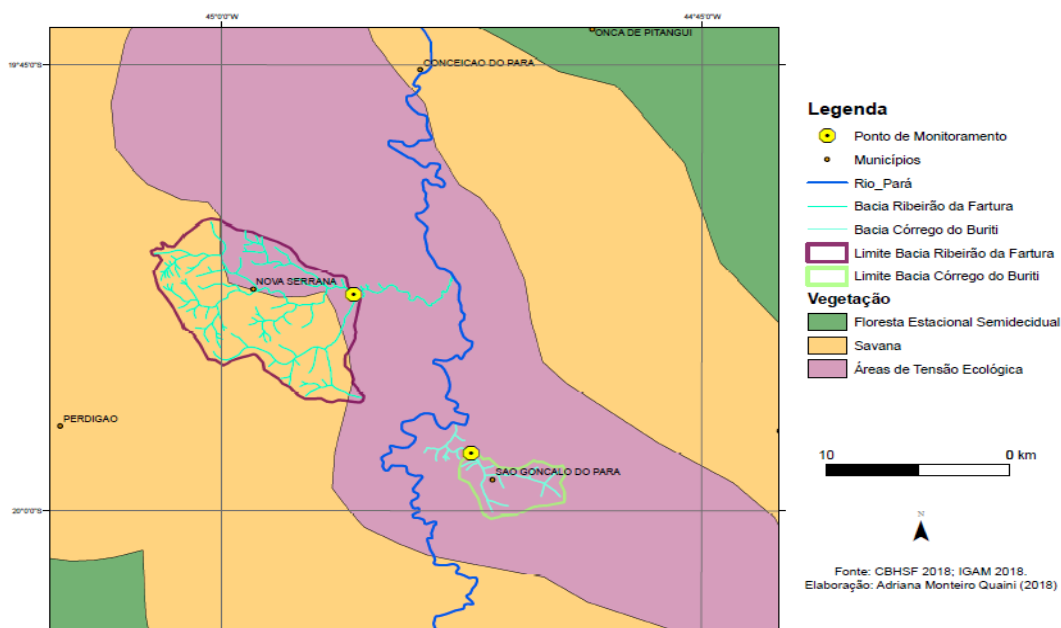 45°0'0"W
44°45'0"W
ONCA DE PITANGUI
19°45'0"S
CONCEICAO DO PARA
NOVA SERRANA
PERDIGAO
SAO GONCALO DO PARA
20°0'0"S
Legenda
Ponto de Monitoramento
Municípios
Rio_Pará
Bacia Ribeirão da Fartura
Bacia Córrego do Buriti
Limite Bacia Ribeirão da Fartura
Limite Bacia Córrego do Buriti
Vegetação
Floresta Estacional Semidecidual
Savana
Áreas de Tensão Ecológica
10 0 km
N
Fonte: CBHSF 2018; IGAM 2018.
Elaboração: Adriana Monteiro Quaini (2018)